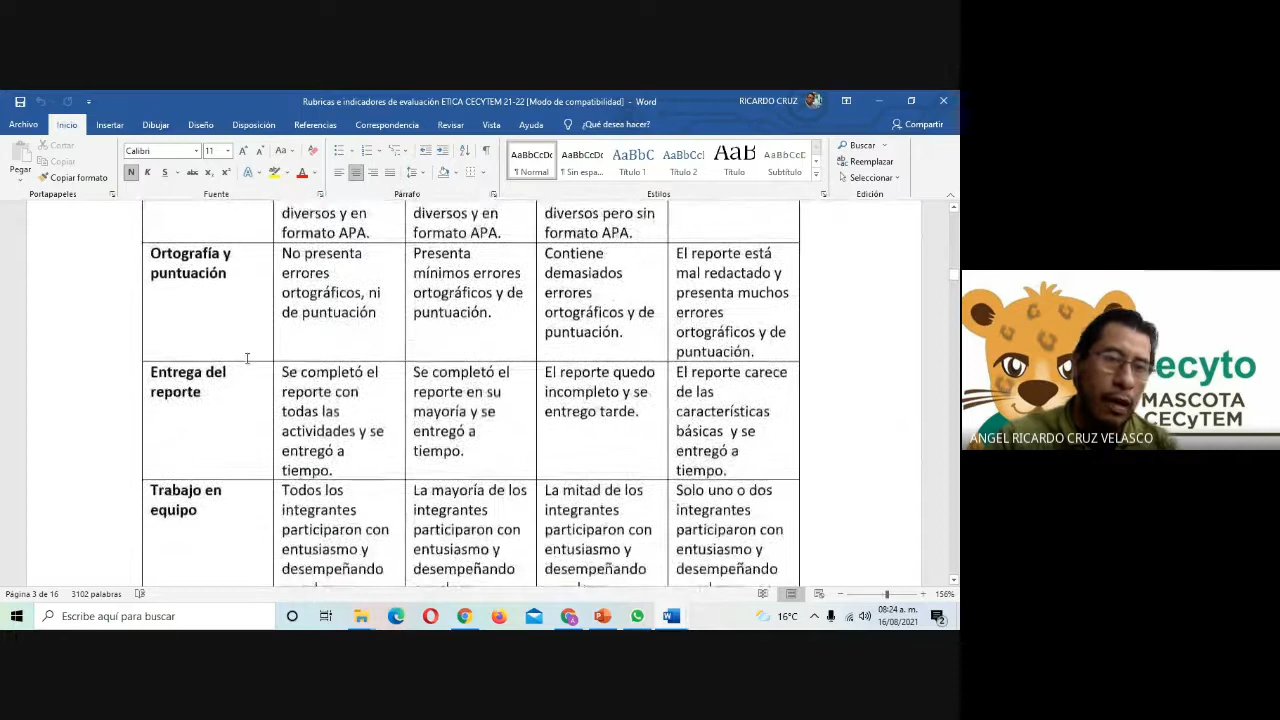 Rubricas e indicadores de evaluación ETICA CECYTEM 21-22 [Modo de compatibilidad] - Word
RICARDO CRUZ
Archivo Inicio Insertar Dibujar Diseño Disposición Referencias Correspondencia Revisar Vista Ayuda ¿Qué desea hacer? Compartir
Pegar
Cortar
Copiar
Copiar formato
Portapapeles
Calibri 11
N K S abc x₂ x²
Fuente
Párrafo
AaBbCcDc AaBbCcDc AaBbC AaBbCcI AaB AaBbCcD
¶ Normal ¶ Sin espa... Título 1 Título 2 Título Subtítulo
Estilos
Buscar
Reemplazar
Seleccionar
Edición
diversos y en
formato APA.
diversos y en
formato APA.
diversos pero sin
formato APA.
Ortografía y
puntuación
No presenta
errores
ortográficos, ni
de puntuación
Presenta
mínimos errores
ortográficos y de
puntuación.
Contiene
demasiados
errores
ortográficos y de
puntuación.
El reporte está
mal redactado y
presenta muchos
errores
ortográficos y de
puntuación.
Entrega del
reporte
Se completó el
reporte con
todas las
actividades y se
entregó a
tiempo.
Se completó el
reporte en su
mayoría y se
entregó a
tiempo.
El reporte quedo
incompleto y se
entrego tarde.
El reporte carece
de las
características
básicas y se
entregó a
tiempo.
Trabajo en
equipo
Todos los
integrantes
participaron con
entusiasmo y
desempeñando
La mayoría de los
integrantes
participaron con
entusiasmo y
desempeñando
La mitad de los
integrantes
participaron con
entusiasmo y
desempeñando
Solo uno o dos
integrantes
participaron con
entusiasmo y
desempeñando
Página 3 de 16 3102 palabras
156%
Escribe aquí para buscar
16°C
08:24 a. m.
16/08/2021
2
ecyto
MASCOTA
CECyTEM
ANGEL RICARDO CRUZ VELASCO